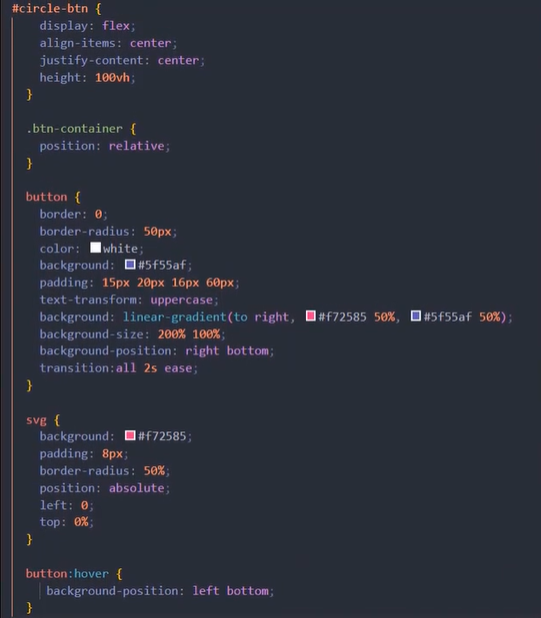 #circle-btn {
display: flex;
align-items: center;
justify-content: center;
height: 100vh;
}
.btn-container {
position: relative;
}
button {
border: 0;
border-radius: 50px;
color: white;
background: #5f55af;
padding: 15px 20px 16px 60px;
text-transform: uppercase;
background: linear-gradient(to right, #f72585 50%, #5f55af 50%);
background-size: 200% 100%;
background-position: right bottom;
transition:all 2s ease;
}
svg {
background: #f72585;
padding: 8px;
border-radius: 50%;
position: absolute;
left: 0;
top: 0%;
}
button:hover {
background-position: left bottom;
}